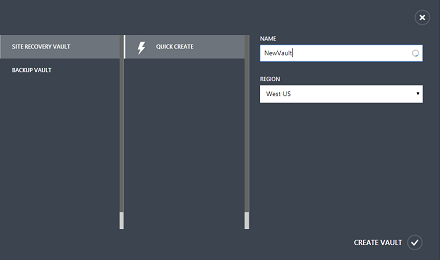 SITE RECOVERY VAULT
BACKUP VAULT
QUICK CREATE
NAME
NewVault
REGION
West US
CREATE VAULT